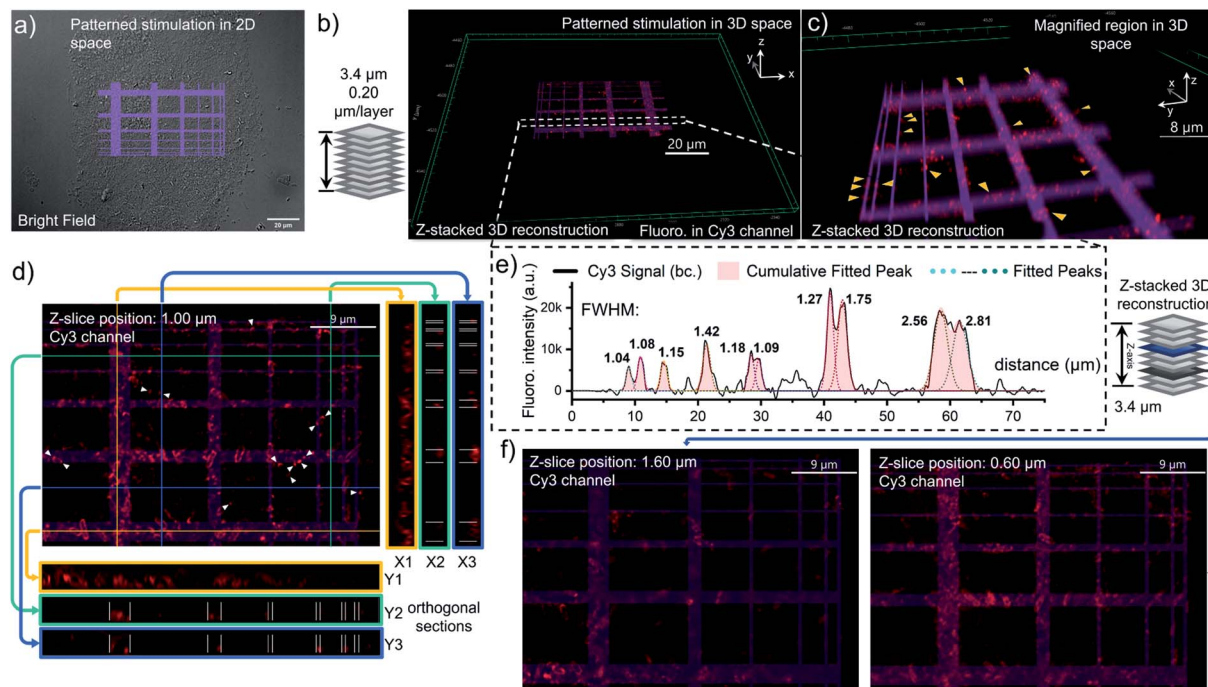 a)
Patterned stimulation in 2D
space
Bright Field
20 µm
b)
3.4 µm
0.20
µm/layer
Patterned stimulation in 3D space
z
y
x
20 µm
Z-stacked 3D reconstruction
Fluoro. in Cy3 channel
c)
Magnified region in 3D
space
z
x
y
8 µm
Z-stacked 3D reconstruction
d)
Z-slice position: 1.00 µm
Cy3 channel
9 µm
X1
X2
X3
Y1
Y2
Y3
orthogonal
sections
e)
Cy3 Signal (bc.)
Cumulative Fitted Peak
Fitted Peaks
Fluoro. intensity (a.u.)
20k
10k
0
FWHM:
1.04
1.08
1.15
1.42
1.18
1.09
1.27
1.75
2.56
2.81
distance (µm)
0 10 20 30 40 50 60 70
Z-stacked 3D
reconstruction
Z-axis
3.4 µm
f)
Z-slice position: 1.60 µm
Cy3 channel
9 µm
Z-slice position: 0.60 µm
Cy3 channel
9 µm